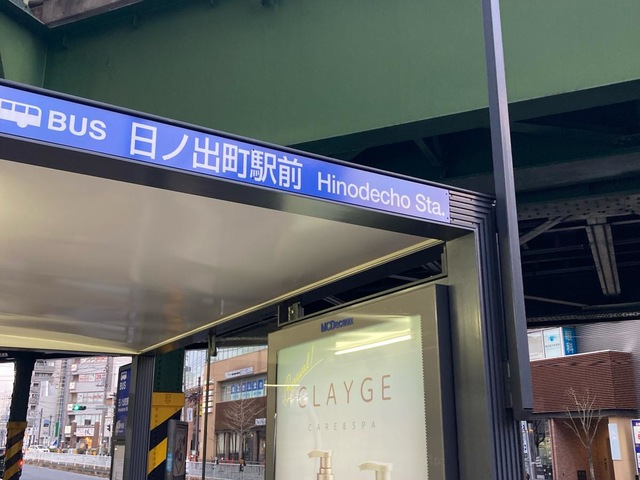 BUS 日ノ出町駅前 Hinodecho Sta.
MCDecaux
CLAYGE
CARE & SPA